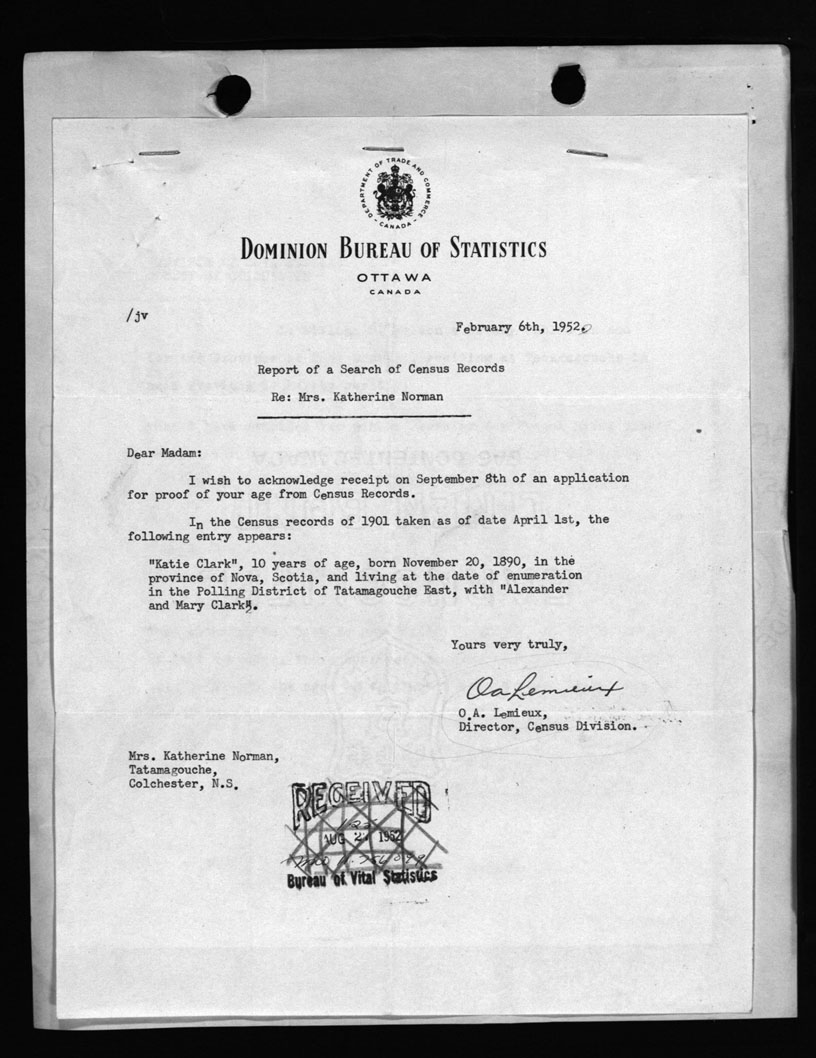 DEPARTMENT OF TRADE AND COMMERCE
- CANADA -
DOMINION BUREAU OF STATISTICS
OTTAWA
CANADA
/jv
February 6th, 1952.
Report of a Search of Census Records
Re: Mrs. Katherine Norman
Dear Madam:
I wish to acknowledge receipt on September 8th of an application
for proof of your age from Census Records.
In the Census records of 1901 taken as of date April 1st, the
following entry appears:
"Katie Clark", 10 years of age, born November 20, 1890, in the
province of Nova, Scotia, and living at the date of enumeration
in the Polling District of Tatamagouche East, with "Alexander
and Mary Clark".
Yours very truly,
O a Lemieux
O.A. Lemieux,
Director, Census Division.
Mrs. Katherine Norman,
Tatamagouche,
Colchester, N.S.
RECEIVED
AUG 2 1952
Bureau of Vital Statistics